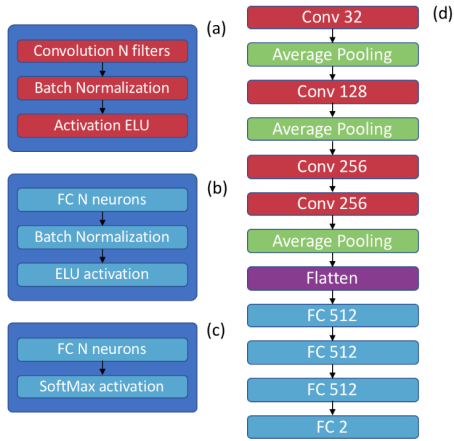 (a)
Convolution N filters
Batch Normalization
Activation ELU
(b)
FC N neurons
Batch Normalization
ELU activation
(c)
FC N neurons
SoftMax activation
(d)
Conv 32
Average Pooling
Conv 128
Average Pooling
Conv 256
Conv 256
Average Pooling
Flatten
FC 512
FC 512
FC 512
FC 2